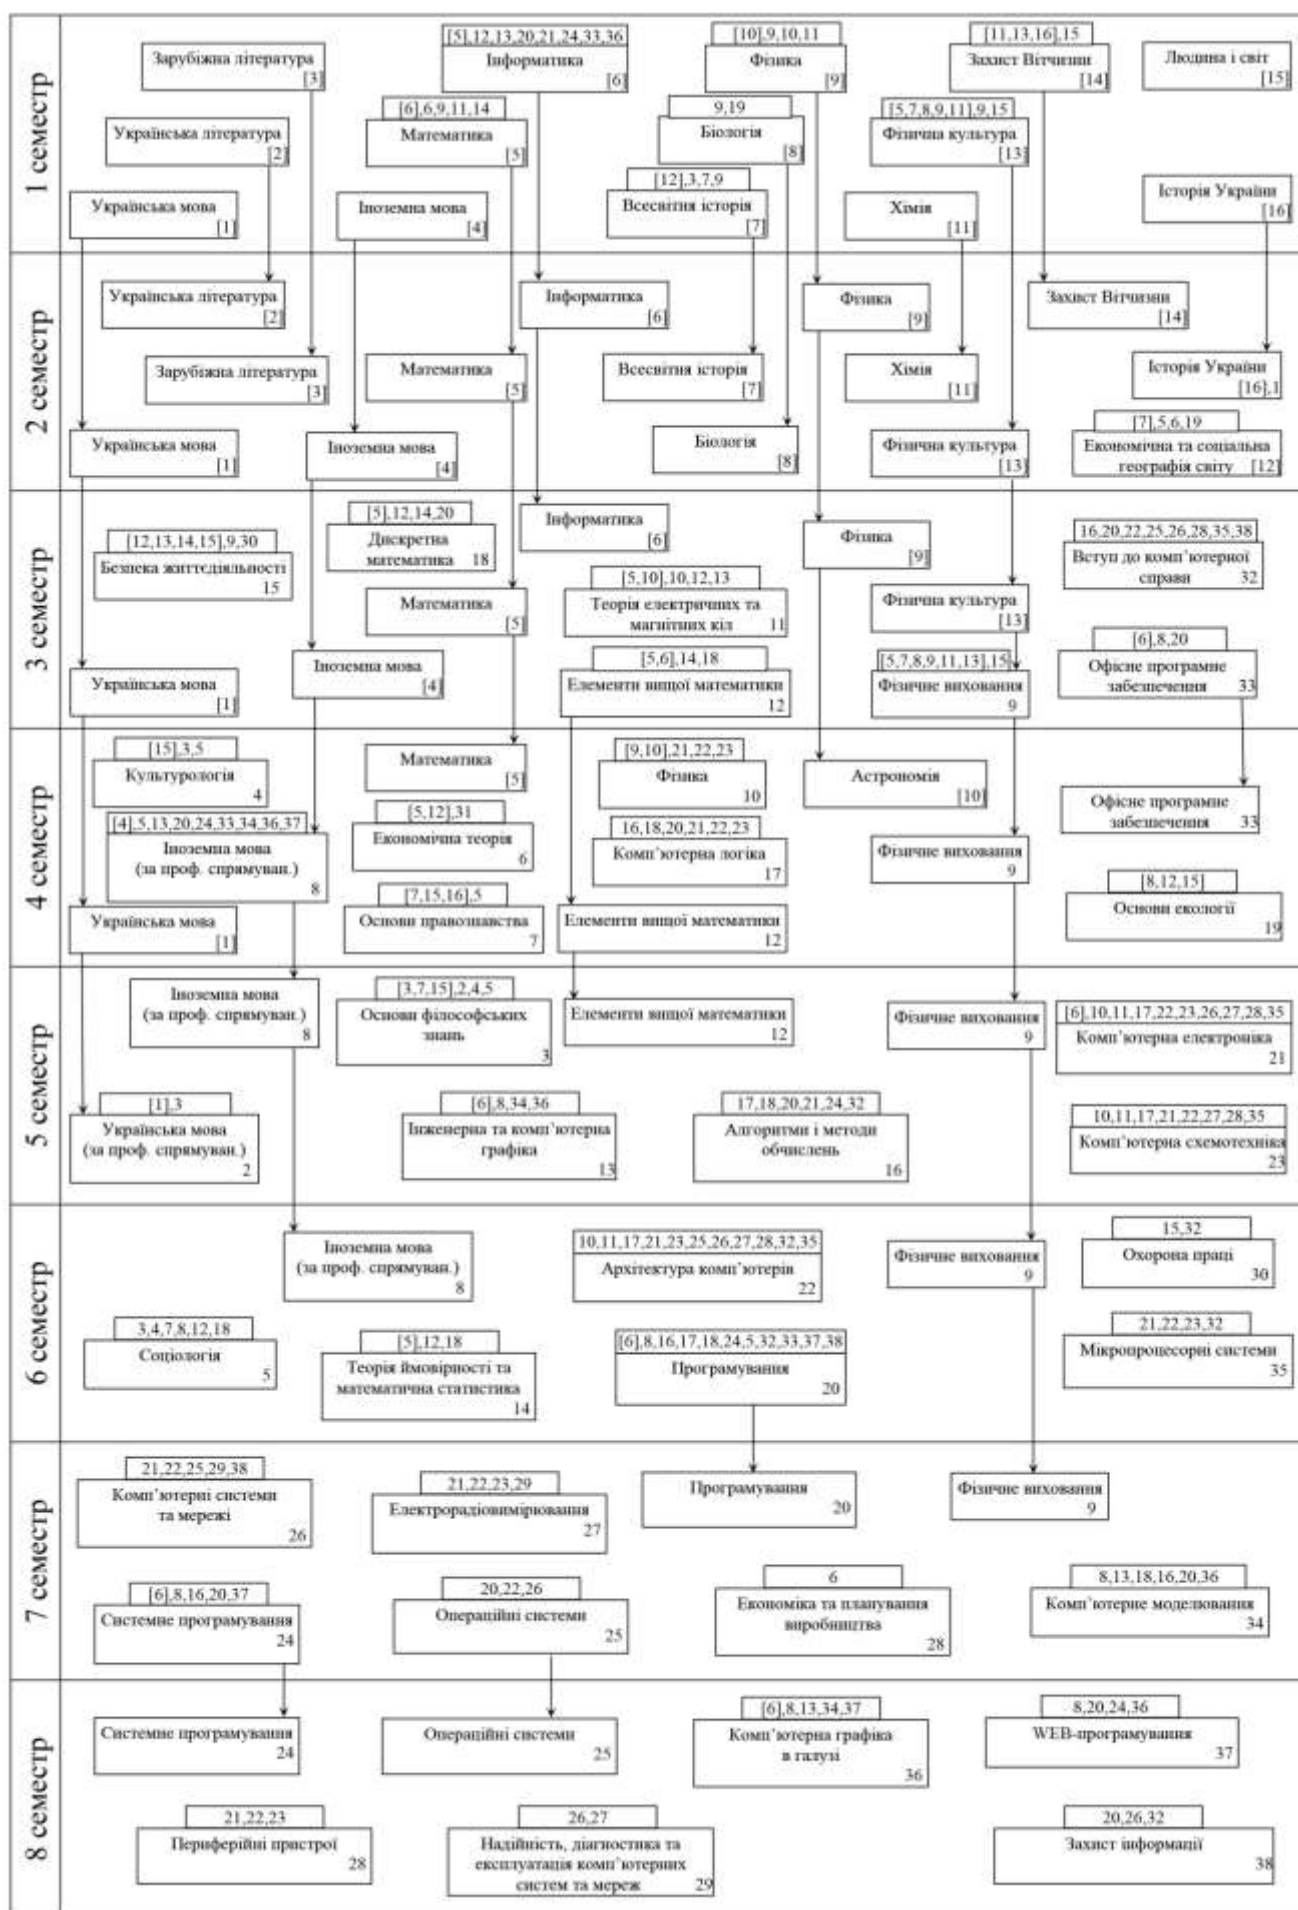 1 семестр
[5],12,13,20,21,24,33,36
[10],9,10,11
[11,13,16],15
Зарубіжна література
[3]
Інформатика
[6]
Фізика
[9]
Захист Вітчизни
[14]
Людина і світ
[15]
[6],6,9,11,14
9,19
[5,7,8,9,11],9,15
Українська література
[2]
Математика
[5]
Біологія
[8]
Фізична культура
[13]
[12],3,7,9
Українська мова
[1]
Іноземна мова
[4]
Всесвітня історія
[7]
Хімія
[11]
Історія України
[16]
2 семестр
Українська література
[2]
Інформатика
[6]
Фізика
[9]
Захист Вітчизни
[14]
Зарубіжна література
[3]
Математика
[5]
Всесвітня історія
[7]
Хімія
[11]
Історія України
[16],1
[7],5,6,19
Українська мова
[1]
Іноземна мова
[4]
Біологія
[8]
Фізична культура
[13]
Економічна та соціальна
географія світу [12]
3 семестр
[12,13,14,15],9,30
Безпека життєдіяльності
15
[5],12,14,20
Дискретна
математика 18
Інформатика
[6]
Фізика
[9]
16,20,22,25,26,28,35,38
Вступ до комп’ютерної
справи 32
Математика
[5]
[5,10],10,12,13
Теорія електричних та
магнітних кіл 11
Фізична культура
[13]
Українська мова
[1]
Іноземна мова
[4]
[5,6],14,18
Елементи вищої математики
12
[5,7,8,9,11,13],15
Фізичне виховання
9
[6],8,20
Офісне програмне
забезпечення 33
4 семестр
[15],3,5
Культурологія
4
Математика
[5]
[9,10],21,22,23
Фізика
10
Астрономія
[10]
Офісне програмне
забезпечення 33
[4],5,13,20,24,33,34,36,37
Іноземна мова
(за проф. спрямуван.)
8
[5,12],31
Економічна теорія
6
16,18,20,21,22,23
Комп’ютерна логіка
17
Фізичне виховання
9
Українська мова
[1]
[7,15,16],5
Основи правознавства
7
Елементи вищої математики
12
[8,12,15]
Основи екології
19
5 семестр
Іноземна мова
(за проф. спрямуван.)
8
[3,7,15],2,4,5
Основи філософських
знань
3
Елементи вищої математики
12
Фізичне виховання
9
[6],10,11,17,22,23,26,27,28,35
Комп’ютерна електроніка
21
[1],3
Українська мова
(за проф. спрямуван.)
2
[6],8,34,36
Інженерна та комп’ютерна
графіка
13
17,18,20,21,24,32
Алгоритми і методи
обчислень
16
10,11,17,21,22,27,28,35
Комп’ютерна схемотехніка
23
6 семестр
Іноземна мова
(за проф. спрямуван.)
8
10,11,17,21,23,25,26,27,28,32,35
Архітектура комп’ютерів
22
Фізичне виховання
9
15,32
Охорона праці
30
3,4,7,8,12,18
Соціологія
5
[5],12,18
Теорія ймовірності та
математична статистика
14
[6],8,16,17,18,24,5,32,33,37,38
Програмування
20
21,22,23,32
Мікропроцесорні системи
35
7 семестр
21,22,25,29,38
Комп’ютерні системи
та мережі
26
21,22,23,29
Електрорадіовимірювання
27
Програмування
20
Фізичне виховання
9
[6],8,16,20,37
Системне програмування
24
20,22,26
Операційні системи
25
6
Економіка та планування
виробництва
28
8,13,18,16,20,36
Комп’ютерне моделювання
34
8 семестр
Системне програмування
24
Операційні системи
25
[6],8,13,34,37
Комп’ютерна графіка
в галузі
36
8,20,24,36
WEB-програмування
37
21,22,23
Периферійні пристрої
28
26,27
Надійність, діагностика та
експлуатація комп’ютерних
систем та мереж 29
20,26,32
Захист інформації
38